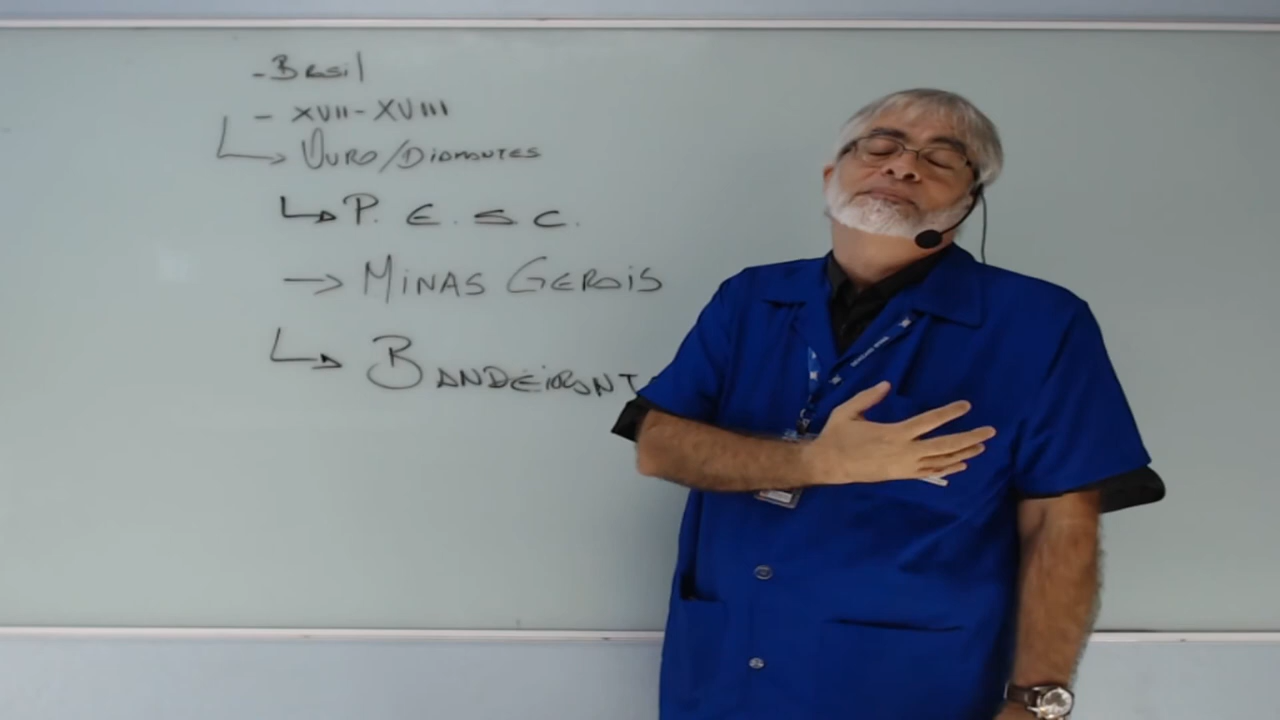 - Brasil
- XVII - XVIII
↳ Ouro/Diamantes
↳ P. E. S. C.
→ Minas Gerais
↳ Bandeirant